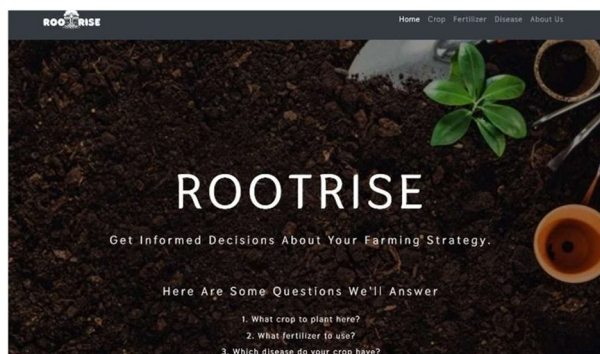 ROOTRISE
Home Crop Fertilizer Disease About Us
ROOTRISE
Get Informed Decisions About Your Farming Strategy.
Here Are Some Questions We'll Answer
1. What crop to plant here?
2. What fertilizer to use?
3. Which disease do your crop have?